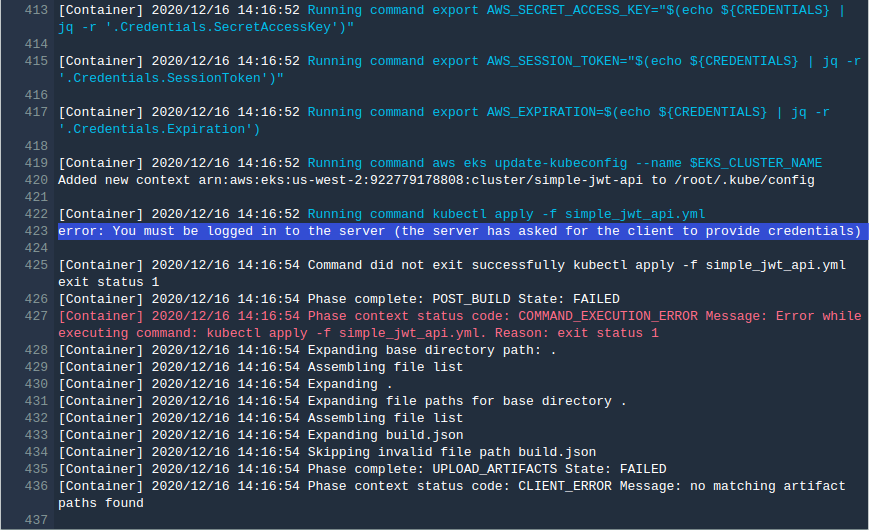 413 [Container] 2020/12/16 14:16:52 Running command export AWS_SECRET_ACCESS_KEY="$(echo ${CREDENTIALS} |
jq -r '.Credentials.SecretAccessKey')"
414
415 [Container] 2020/12/16 14:16:52 Running command export AWS_SESSION_TOKEN="$(echo ${CREDENTIALS} | jq -r
'.Credentials.SessionToken')"
416
417 [Container] 2020/12/16 14:16:52 Running command export AWS_EXPIRATION=$(echo ${CREDENTIALS} | jq -r
'.Credentials.Expiration')
418
419 [Container] 2020/12/16 14:16:52 Running command aws eks update-kubeconfig --name $EKS_CLUSTER_NAME
420 Added new context arn:aws:eks:us-west-2:922779178808:cluster/simple-jwt-api to /root/.kube/config
421
422 [Container] 2020/12/16 14:16:52 Running command kubectl apply -f simple_jwt_api.yml
423 error: You must be logged in to the server (the server has asked for the client to provide credentials)
424
425 [Container] 2020/12/16 14:16:54 Command did not exit successfully kubectl apply -f simple_jwt_api.yml
exit status 1
426 [Container] 2020/12/16 14:16:54 Phase complete: POST_BUILD State: FAILED
427 [Container] 2020/12/16 14:16:54 Phase context status code: COMMAND_EXECUTION_ERROR Message: Error while
executing command: kubectl apply -f simple_jwt_api.yml. Reason: exit status 1
428 [Container] 2020/12/16 14:16:54 Expanding base directory path: .
429 [Container] 2020/12/16 14:16:54 Assembling file list
430 [Container] 2020/12/16 14:16:54 Expanding .
431 [Container] 2020/12/16 14:16:54 Expanding file paths for base directory .
432 [Container] 2020/12/16 14:16:54 Assembling file list
433 [Container] 2020/12/16 14:16:54 Expanding build.json
434 [Container] 2020/12/16 14:16:54 Skipping invalid file path build.json
435 [Container] 2020/12/16 14:16:54 Phase complete: UPLOAD_ARTIFACTS State: FAILED
436 [Container] 2020/12/16 14:16:54 Phase context status code: CLIENT_ERROR Message: no matching artifact
paths found
437